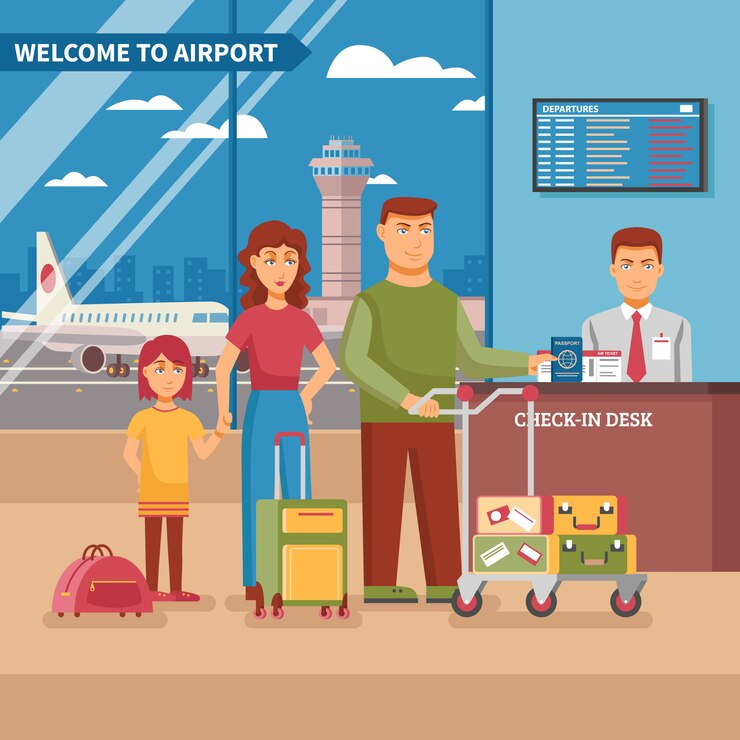 WELCOME TO AIRPORT
DEPARTURES
PASSPORT
AIR TICKET
CHECK-IN DESK